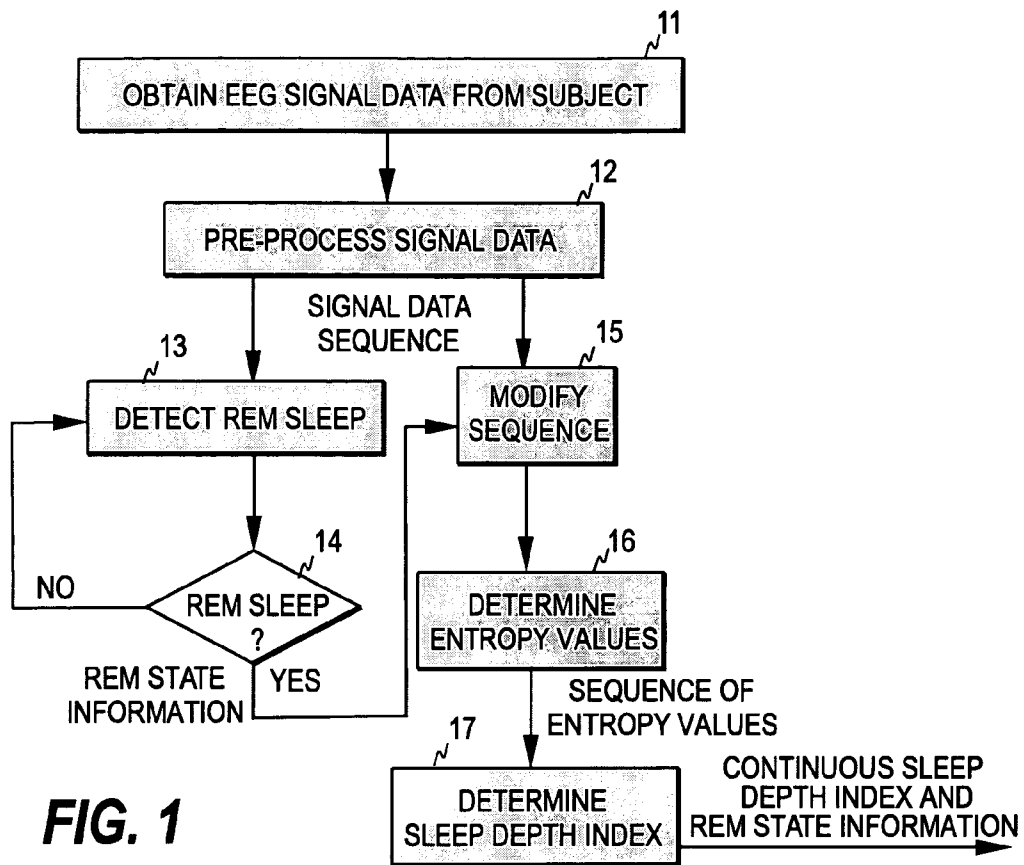 11
OBTAIN EEG SIGNAL DATA FROM SUBJECT
12
PRE-PROCESS SIGNAL DATA
SIGNAL DATA
SEQUENCE
13
DETECT REM SLEEP
15
MODIFY
SEQUENCE
14
NO
REM SLEEP
?
YES
REM STATE
INFORMATION
16
DETERMINE
ENTROPY VALUES
SEQUENCE OF
ENTROPY VALUES
17
DETERMINE
SLEEP DEPTH INDEX
CONTINUOUS SLEEP
DEPTH INDEX AND
REM STATE INFORMATION
FIG. 1